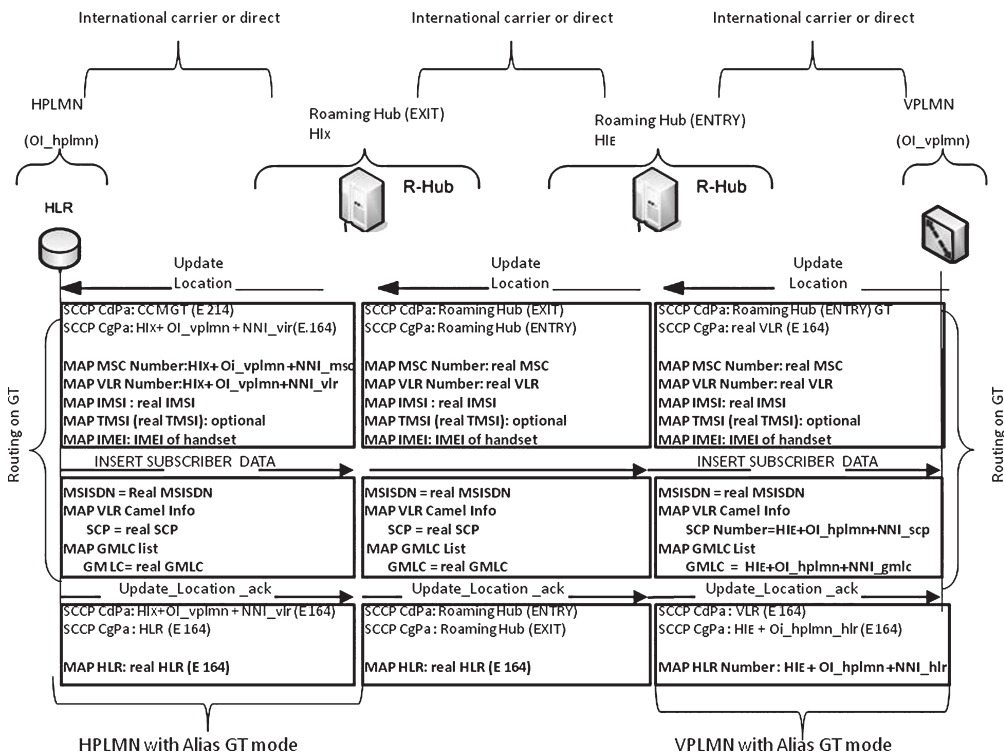 International carrier or direct
International carrier or direct
International carrier or direct
HPLMN
(OI_hplmn)
Roaming Hub (EXIT)
HIX
Roaming Hub (ENTRY)
HIE
VPLMN
(OI_vplmn)
R-Hub
R-Hub
HLR
Update
Location
Update
Location
Update
Location
SCCP CdPa: CCMGT (E 214)
SCCP CgPa: HIX+ OI_vplmn + NNI_vir(E.164)
MAP MSC Number:HIX+ Oi_vplmn +NNI_msc
MAP VLR Number:HIX+ OI_vplmn+NNI_vlr
MAP IMSI : real IMSI
MAP TMSI (real TMSI): optional
MAP IMEI: IMEI of handset
SCCP CdPa: Roaming Hub (EXIT)
SCCP CgPa: Roaming Hub (ENTRY)
MAP MSC Number: real MSC
MAP VLR Number: real VLR
MAP IMSI: real IMSI
MAP TMSI (real TMSI): optional
MAP IMEI: IMEI of handset
SCCP CdPa: Roaming Hub (ENTRY) GT
SCCP CgPa: real VLR (E 164)
MAP MSC Number: real MSC
MAP VLR Number: real VLR
MAP IMSI: real IMSI
MAP TMSI (real TMSI): optional
MAP IMEI: IMEI of handset
Routing on GT
Routing on GT
INSERT SUBSCRIBER DATA
INSERT SUBSCRIBER DATA
MSISDN = Real MSISDN
MAP VLR Camel Info
SCP = real SCP
MAP GMLC list
GMLC= real GMLC
MSISDN = real MSISDN
MAP VLR Camel Info
SCP = real SCP
MAP GMLC List
GMLC = real GMLC
MSISDN = real MSISDN
MAP VLR Camel Info
SCP Number=HIE+OI_hplmn+NNI_scp
MAP GMLC List
GMLC = HIE+OI_hplmn+NNI_gmlc
Update_Location _ack
Update_Location _ack
Update_Location _ack
SCCP CdPa: HIX+OI_vplmn + NNI_vlr (E164)
SCCP CgPa : HLR (E 164)
MAP HLR: real HLR (E 164)
SCCP CdPa: Roaming Hub (ENTRY)
SCCP CgPa : Roaming Hub (EXIT)
MAP HLR: real HLR (E 164)
SCCP CdPa : VLR (E 164)
SCCP CgPa : HIE + Oi_hplmn_hlr (E 164)
MAP HLR Number : HIE + OI_hplmn +NNI_hlr
HPLMN with Alias GT mode
VPLMN with Alias GT mode